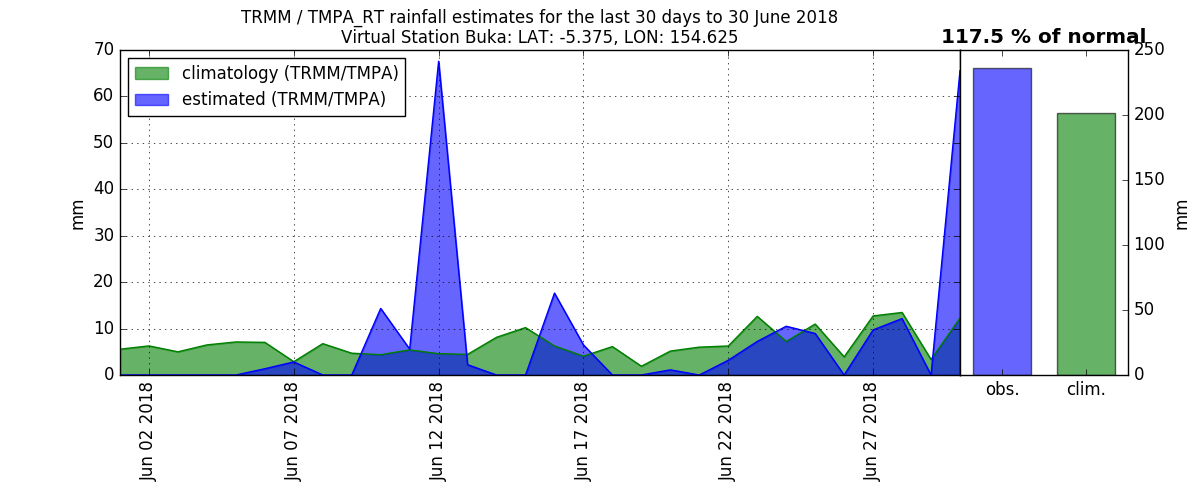 TRMM / TMPA_RT rainfall estimates for the last 30 days to 30 June 2018
Virtual Station Buka: LAT: -5.375, LON: 154.625
117.5 % of normal
climatology (TRMM/TMPA)
estimated (TRMM/TMPA)
70
60
50
40
30
20
10
0
mm
Jun 02 2018
Jun 07 2018
Jun 12 2018
Jun 17 2018
Jun 22 2018
Jun 27 2018
obs.
clim.
250
200
150
100
50
0
mm